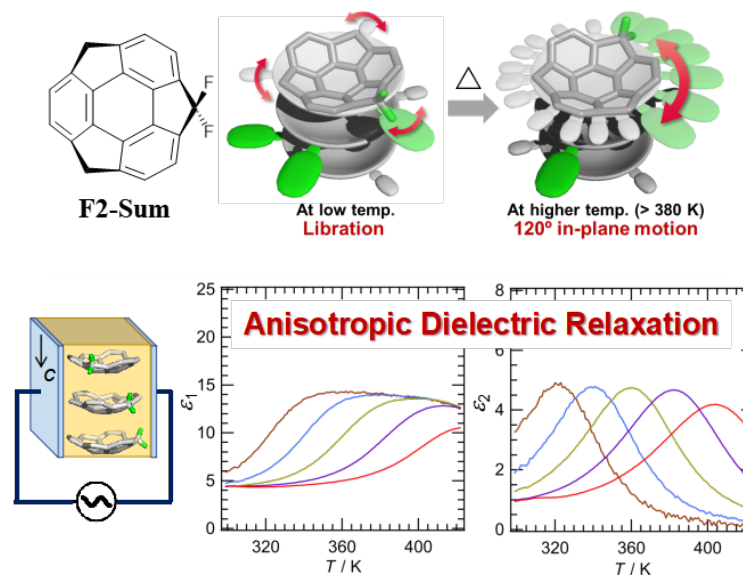 F
F
F2-Sum
△
At low temp.
Libration
At higher temp. (> 380 K)
120º in-plane motion
Anisotropic Dielectric Relaxation
C
25
20
15
10
5
0
ε1
320
360
400
T / K
8
6
4
2
0
ε2
320
360
400
T / K